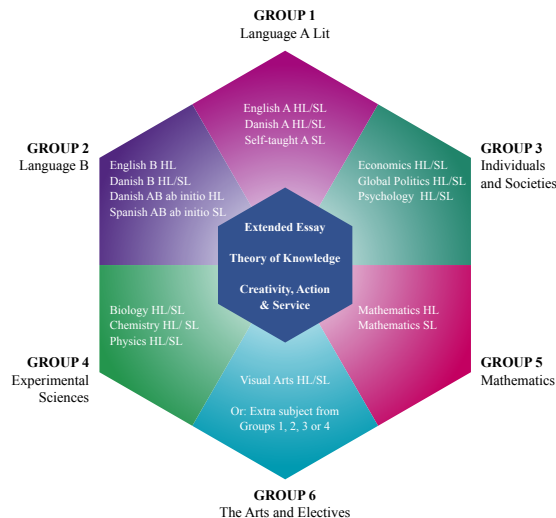 GROUP 1
Language A Lit
English A HL/SL
Danish A HL/SL
Self-taught A SL
GROUP 2
Language B
English B HL
Danish B HL/SL
Danish AB ab initio HL
Spanish AB ab initio SL
GROUP 3
Individuals
and Societies
Economics HL/SL
Global Politics HL/SL
Psychology HL/SL
Extended Essay
Theory of Knowledge
Creativity, Action
& Service
GROUP 4
Experimental
Sciences
Biology HL/SL
Chemistry HL/ SL
Physics HL/SL
GROUP 5
Mathematics
Mathematics HL
Mathematics SL
Visual Arts HL/SL
Or: Extra subject from
Groups 1, 2, 3 or 4
GROUP 6
The Arts and Electives